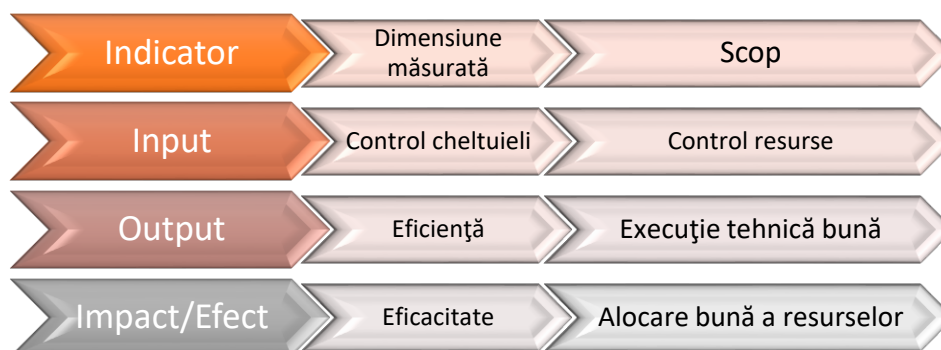 Indicator
Dimensiune
măsurată
Scop
Input
Control cheltuieli
Control resurse
Output
Eficienţă
Execuţie tehnică bună
Impact/Efect
Eficacitate
Alocare bună a resurselor